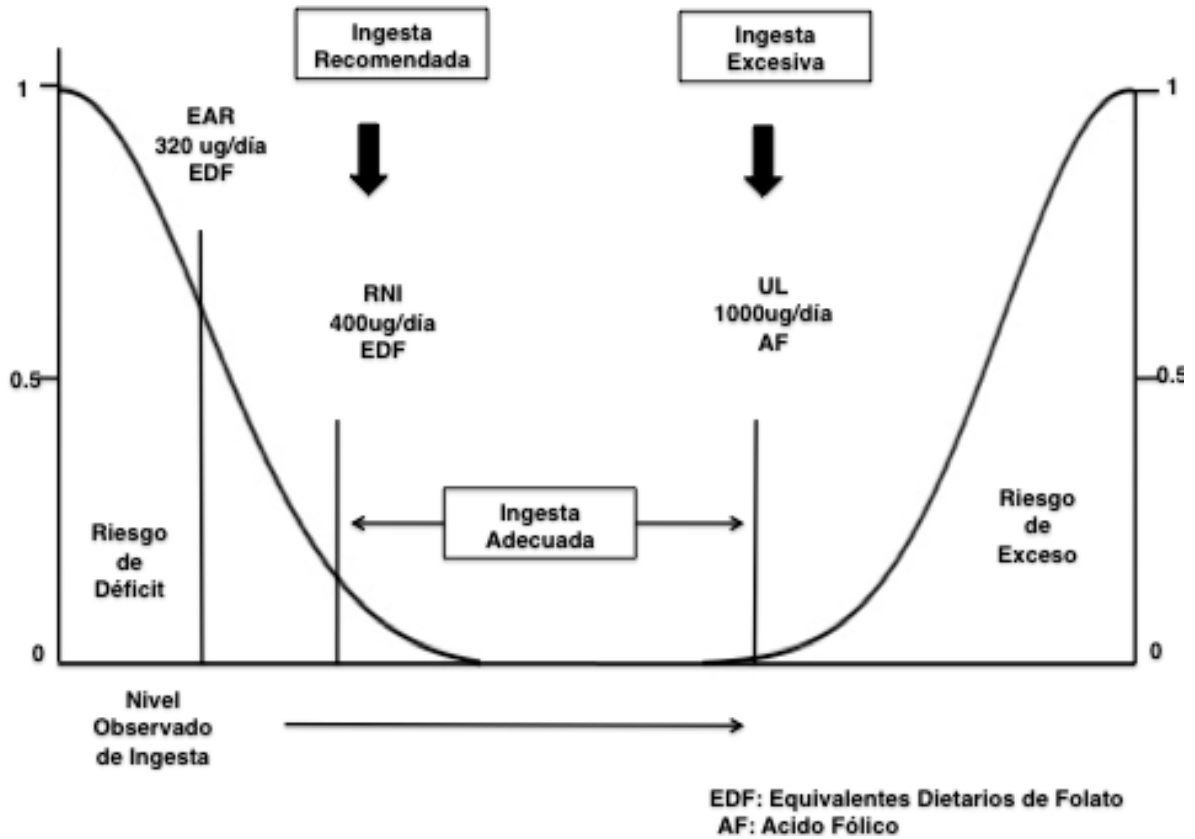 Ingesta
Recomendada
Ingesta
Excesiva
1
1
EAR
320 ug/día
EDF
RNI
400ug/día
EDF
UL
1000ug/día
AF
0.5
0.5
Riesgo
de
Déficit
Ingesta
Adecuada
Riesgo
de
Exceso
0
0
Nivel
Observado
de Ingesta
EDF: Equivalentes Dietarios de Folato
AF: Acido Fólico